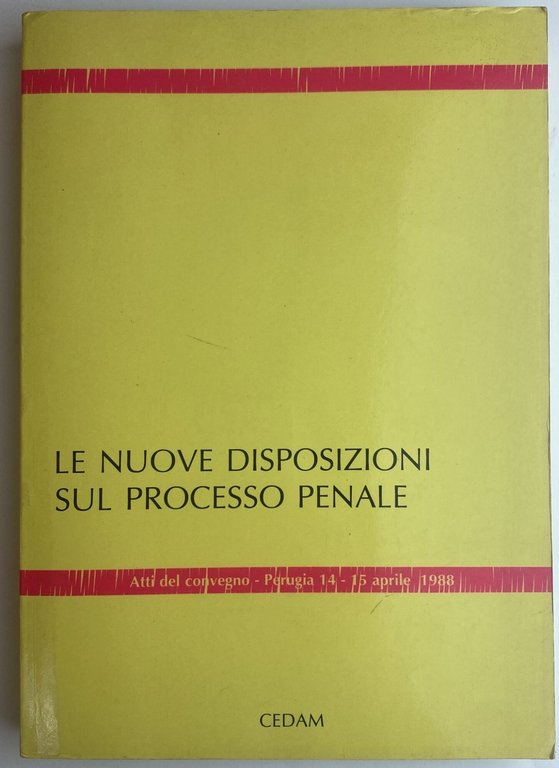 LE NUOVE DISPOSIZIONI
SUL PROCESSO PENALE
Atti del convegno - Perugia 14 - 15 aprile 1988
CEDAM